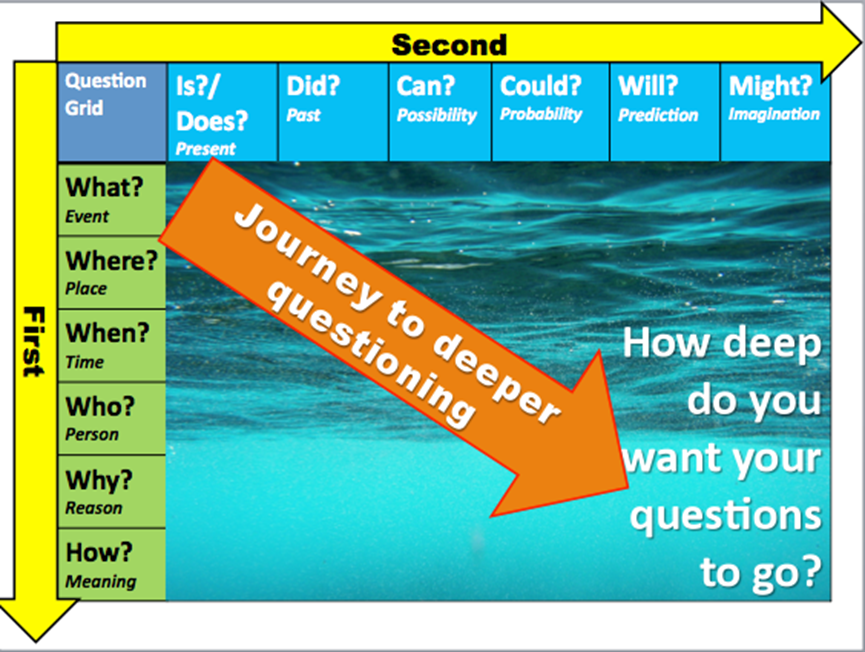 Second
First
Question
Grid
Is?/
Does?
Present
Did?
Past
Can?
Possibility
Could?
Probability
Will?
Prediction
Might?
Imagination
What?
Event
Where?
Place
When?
Time
Who?
Person
Why?
Reason
How?
Meaning
Journey to deeper
questioning
How deep
do you
want your
questions
to go?